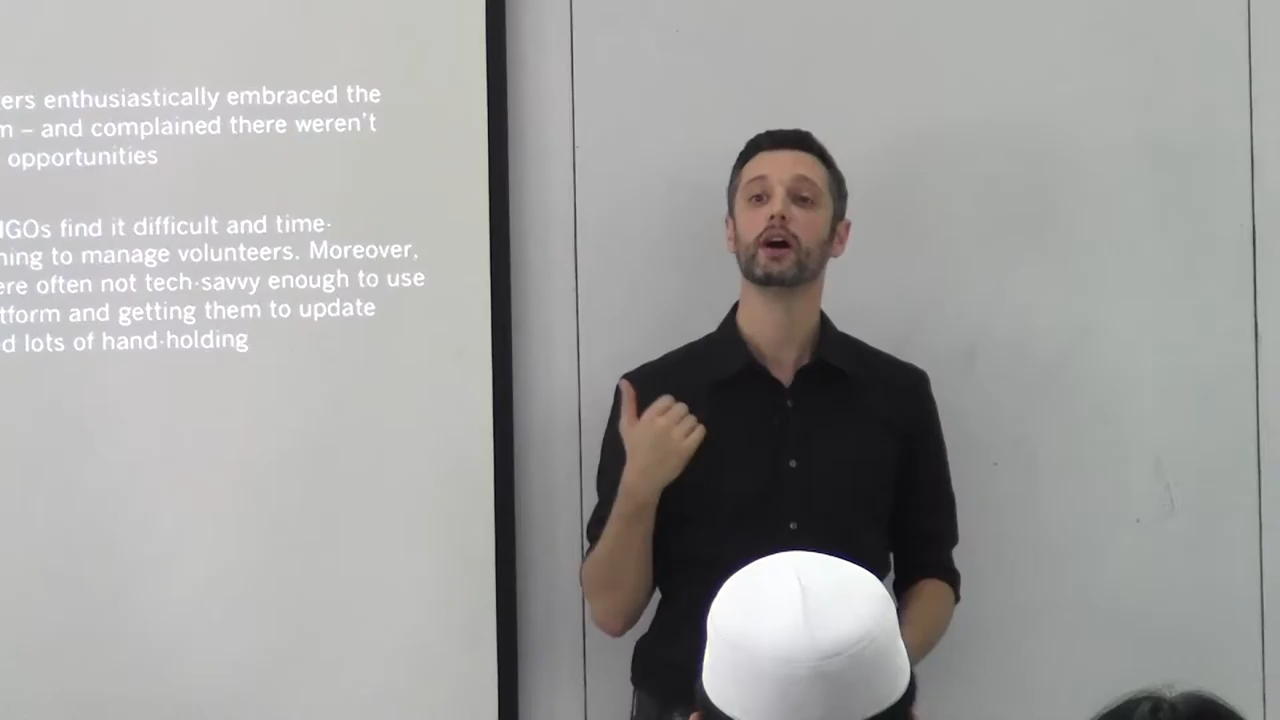 ers enthusiastically embraced the
m – and complained there weren't
opportunities
IGOs find it difficult and time-
ning to manage volunteers. Moreover,
ere often not tech-savvy enough to use
tform and getting them to update
d lots of hand-holding